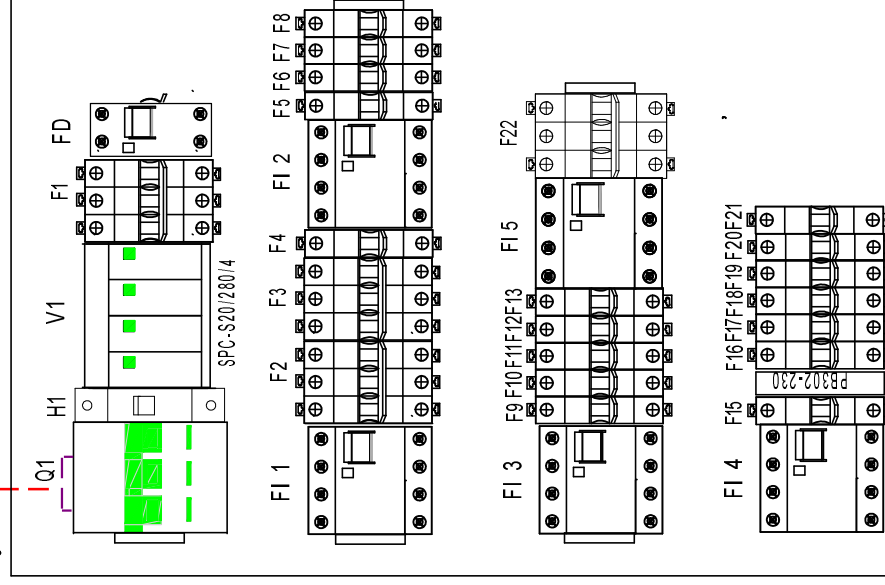 FD
F1
V1
SPC-S20/280/4
H1
Q1
F8
F7
F6
F5
FI 2
F4
F3
F2
FI 1
F22
FI 5
F13
F12
F11
F10
F9
FI 3
F21
F20
F19
F18
F17
F16
PB302-230
F15
FI 4